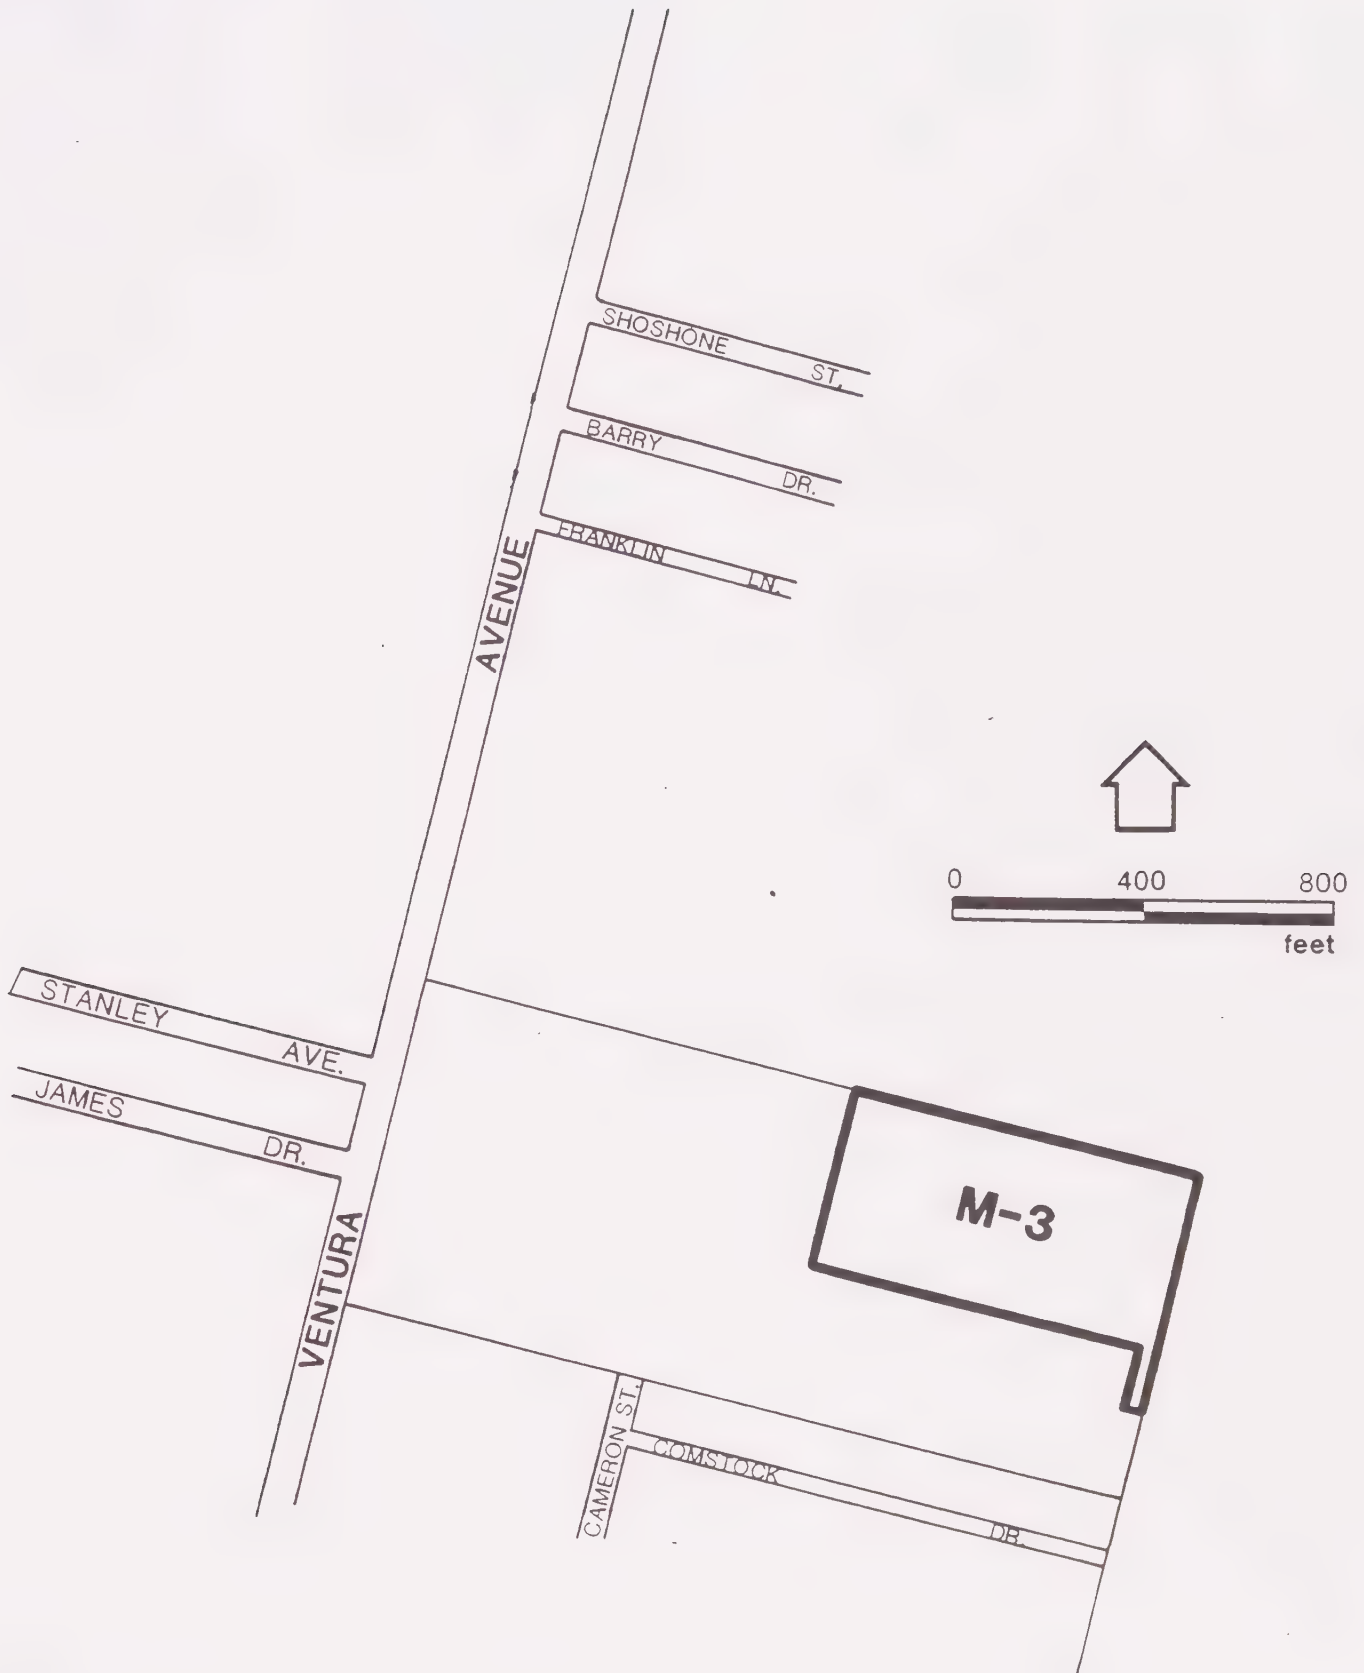 SHOSHONE ST.
BARRY DR.
FRANKLIN LN.
AVENUE
0 400 800
feet
STANLEY AVE.
JAMES DR.
M-3
VENTURA
CAMERON ST.
COMSTOCK DR.